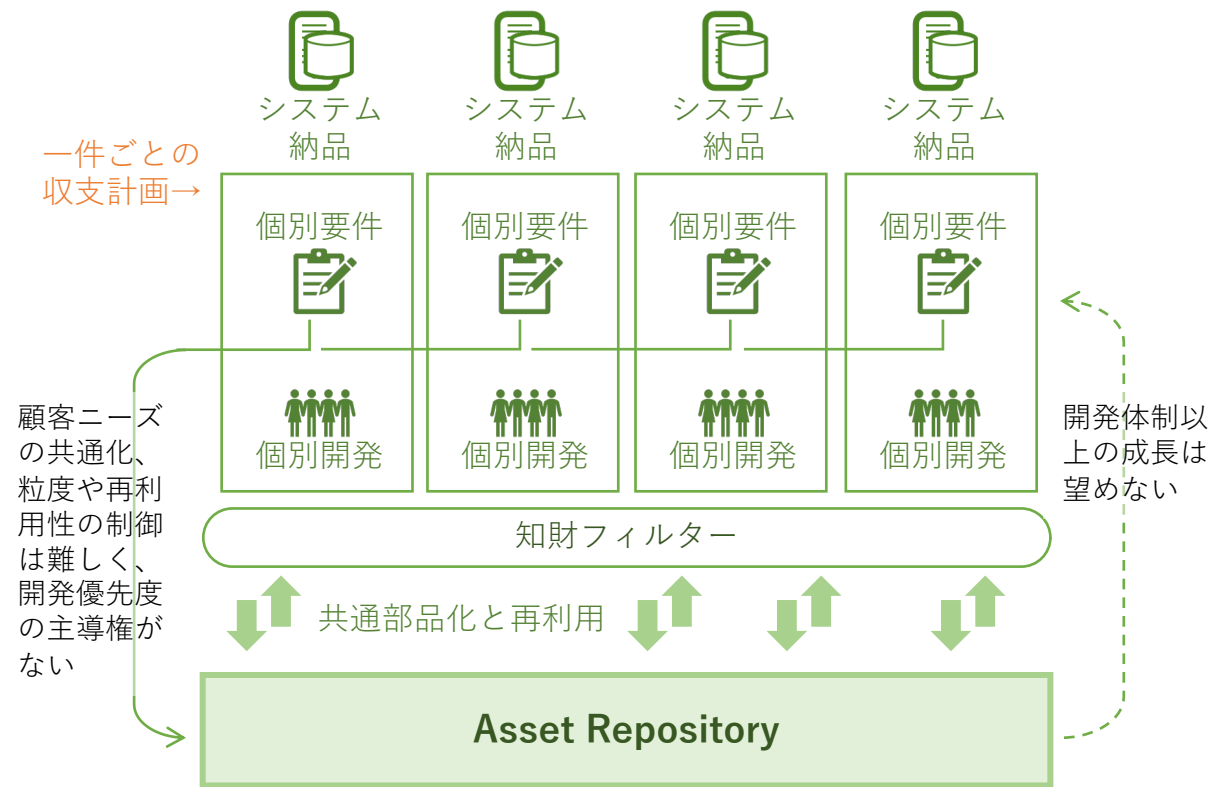 システム
納品
システム
納品
システム
納品
システム
納品
一件ごとの
収支計画→
個別要件
個別要件
個別要件
個別要件
個別開発
個別開発
個別開発
個別開発
顧客ニーズ
の共通化、
粒度や再利
用性の制御
は難しく、
開発優先度
の主導権が
ない
開発体制以
上の成長は
望めない
知財フィルター
共通部品化と再利用
Asset Repository